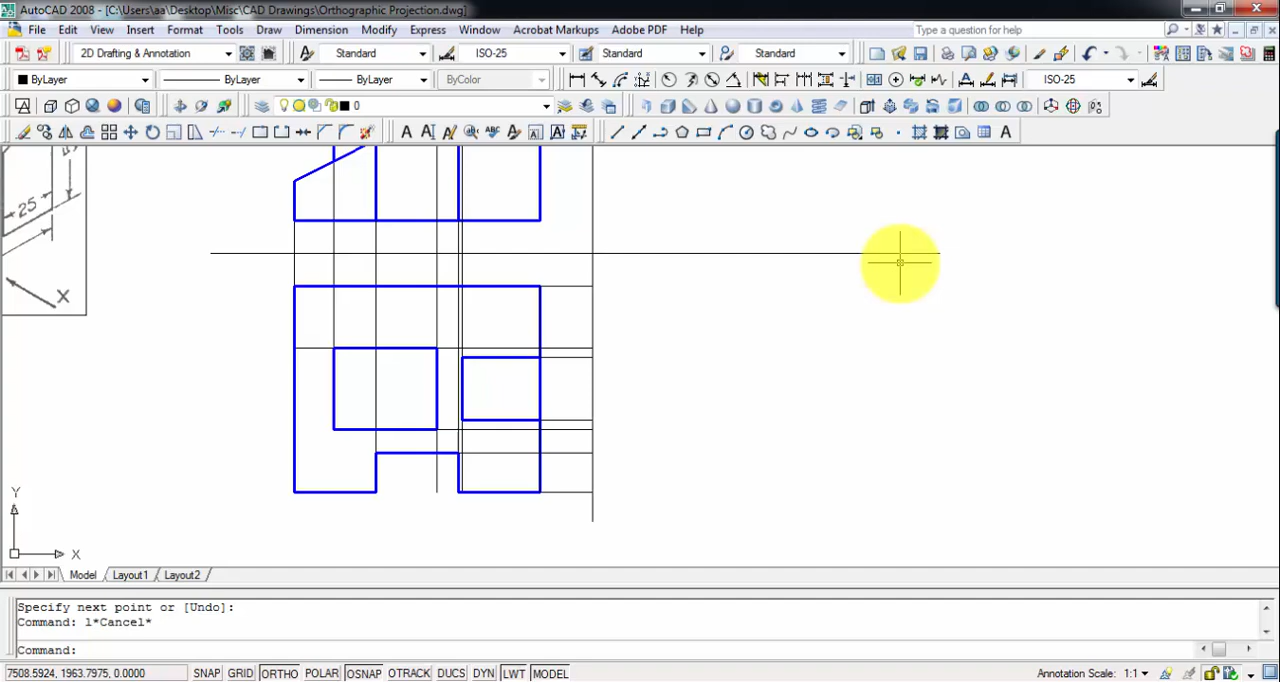 AutoCAD 2008 - [C:\Users\aa\Desktop\Misc\CAD Drawings\Orthographic Projection.dwg]
File Edit View Insert Format Tools Draw Dimension Modify Express Window Acrobat Markups Adobe PDF Help Type a question for help
2D Drafting & Annotation Standard ISO-25 Standard Standard
ByLayer ByLayer ByLayer ByColor ISO-25
0
25
X
Y
X
Model Layout1 Layout2
Specify next point or [Undo]:
Command: l*Cancel*
Command:
7508.5924, 1963.7975, 0.0000 SNAP GRID ORTHO POLAR OSNAP OTRACK DUCS DYN LWT MODEL Annotation Scale: 1:1